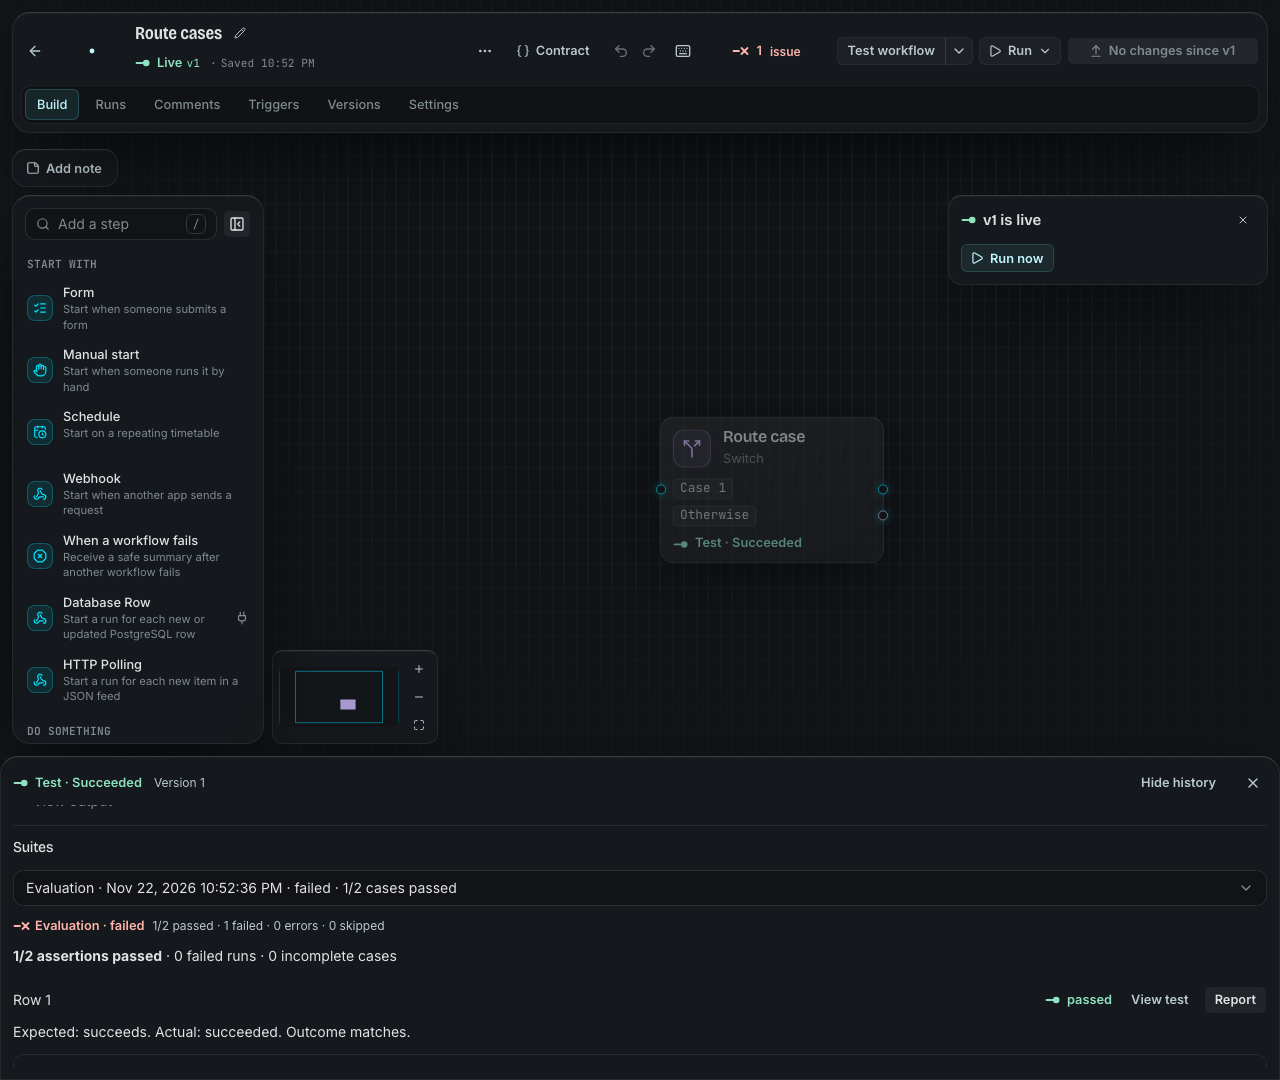 Route cases
Live v1 · Saved 10:52 PM
Contract
1 issue
Test workflow
Run
No changes since v1
Build
Runs
Comments
Triggers
Versions
Settings
Add note
Add a step /
START WITH
Form
Start when someone submits a
form
Manual start
Start when someone runs it by
hand
Schedule
Start on a repeating timetable
Webhook
Start when another app sends a
request
When a workflow fails
Receive a safe summary after
another workflow fails
Database Row
Start a run for each new or
updated PostgreSQL row
HTTP Polling
Start a run for each new item in a
JSON feed
DO SOMETHING
v1 is live
Run now
Route case
Switch
Case 1
Otherwise
Test · Succeeded
Test · Succeeded Version 1
Hide history
Suites
Evaluation · Nov 22, 2026 10:52:36 PM · failed · 1/2 cases passed
Evaluation · failed 1/2 passed · 1 failed · 0 errors · 0 skipped
1/2 assertions passed · 0 failed runs · 0 incomplete cases
Row 1
passed
View test
Report
Expected: succeeds. Actual: succeeded. Outcome matches.